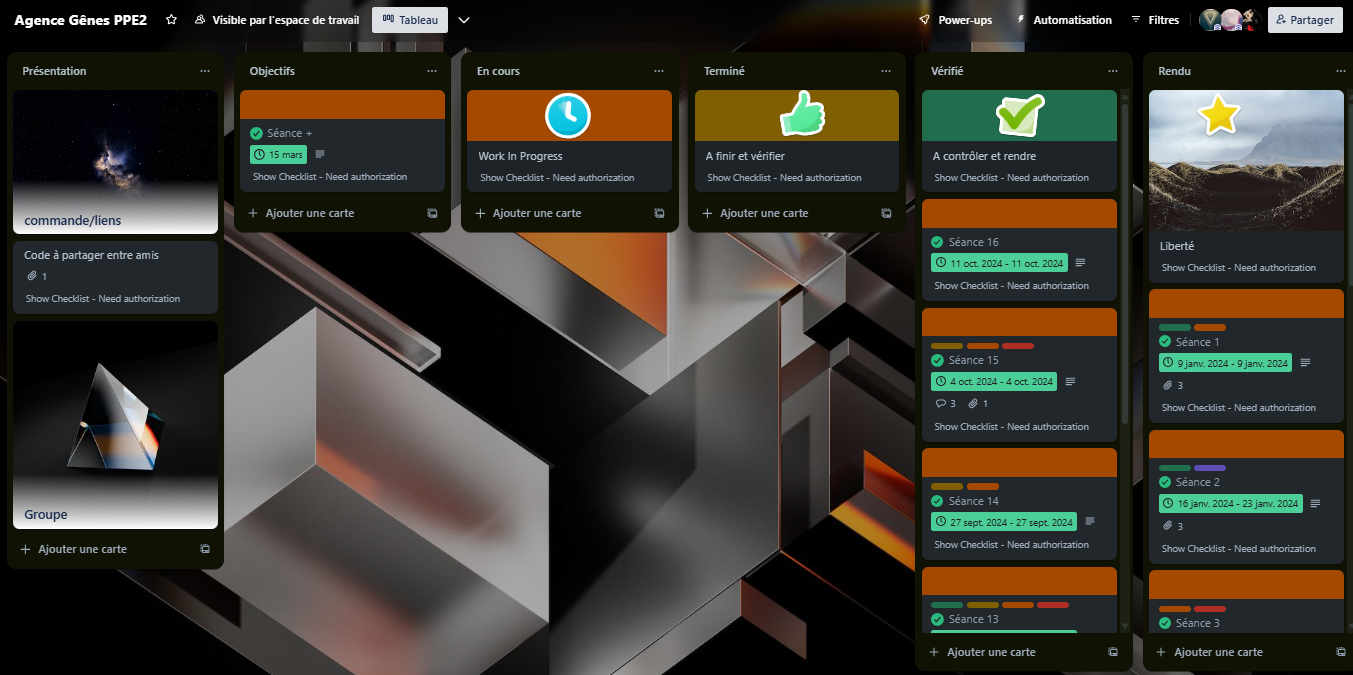 Agence Gênes PPE2
Visible par l'espace de travail
Tableau
Power-ups
Automatisation
Filtres
Partager
Présentation
commande/liens
Code à partager entre amis
1
Show Checklist - Need authorization
Groupe
+ Ajouter une carte
Objectifs
Séance +
15 mars
Show Checklist - Need authorization
+ Ajouter une carte
En cours
Work In Progress
Show Checklist - Need authorization
+ Ajouter une carte
Terminé
A finir et vérifier
Show Checklist - Need authorization
+ Ajouter une carte
Vérifié
A contrôler et rendre
Show Checklist - Need authorization
Séance 16
11 oct. 2024 - 11 oct. 2024
Show Checklist - Need authorization
Séance 15
4 oct. 2024 - 4 oct. 2024
3 1
Show Checklist - Need authorization
Séance 14
27 sept. 2024 - 27 sept. 2024
Show Checklist - Need authorization
Séance 13
+ Ajouter une carte
Rendu
Liberté
Show Checklist - Need authorization
Séance 1
9 janv. 2024 - 9 janv. 2024
3
Show Checklist - Need authorization
Séance 2
16 janv. 2024 - 23 janv. 2024
3
Show Checklist - Need authorization
Séance 3
+ Ajouter une carte